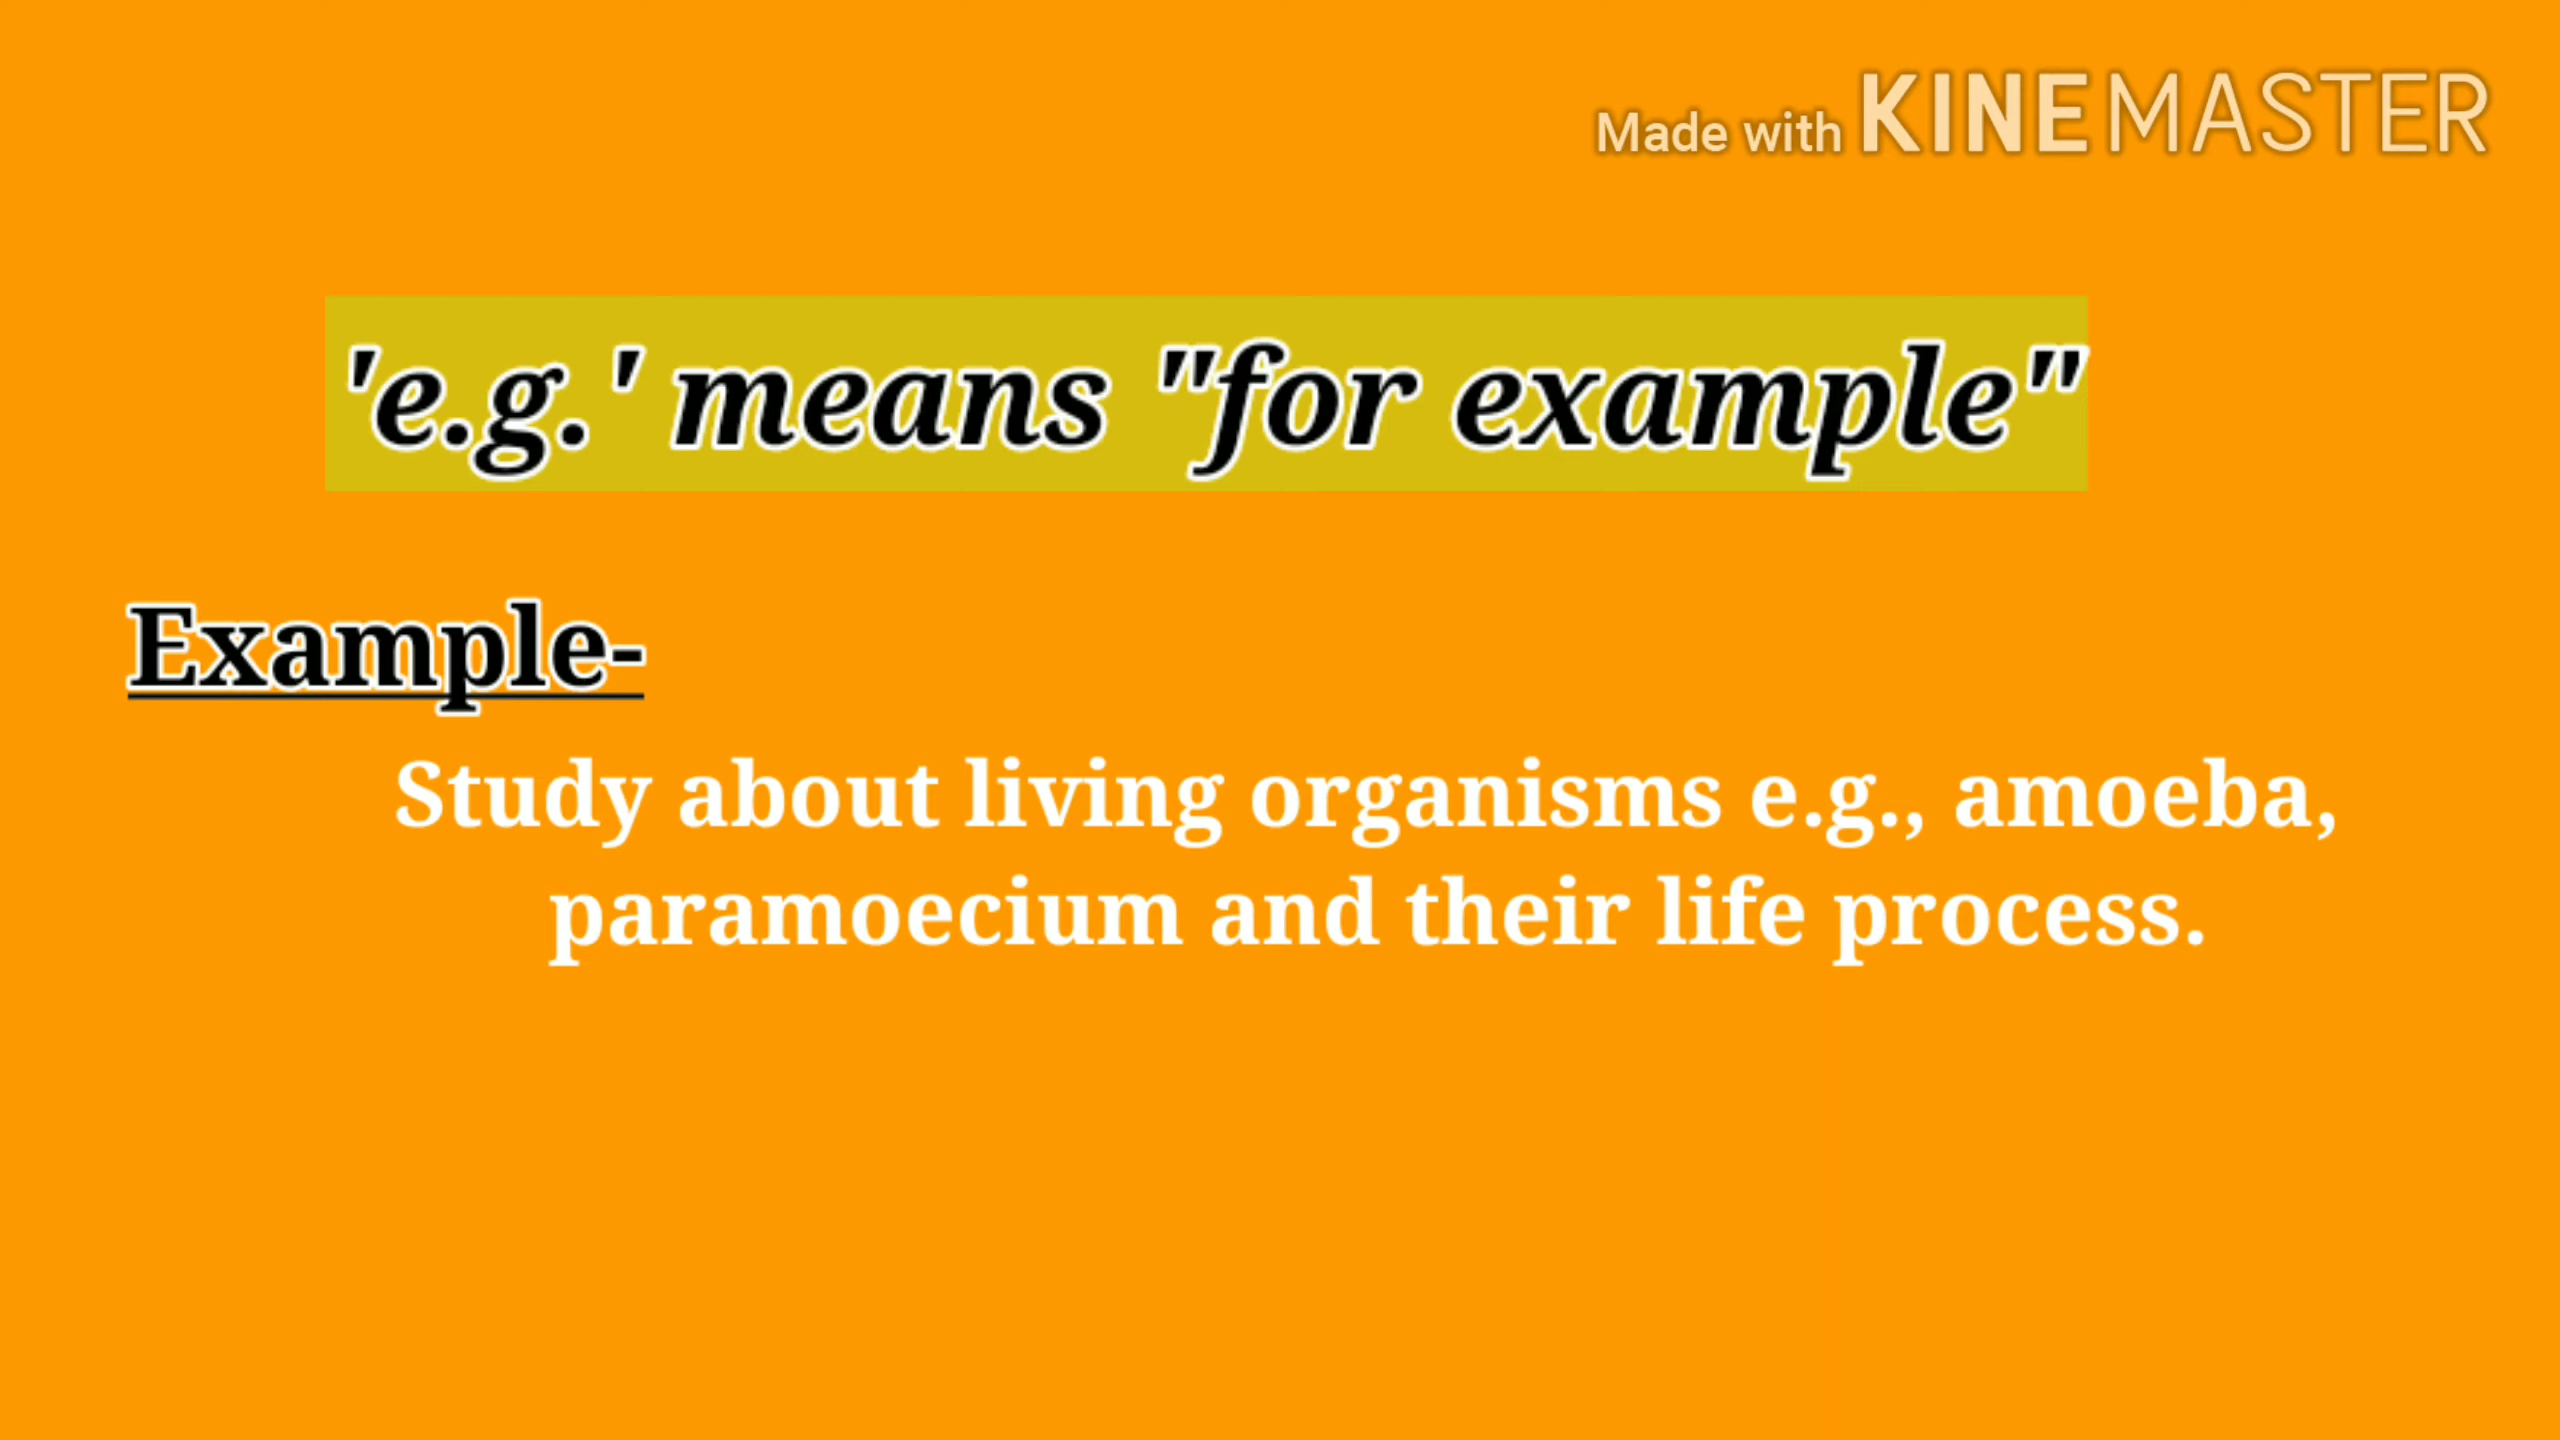 Made with KINEMASTER
'e.g.' means "for example"
Example-
Study about living organisms e.g., amoeba,
paramoecium and their life process.